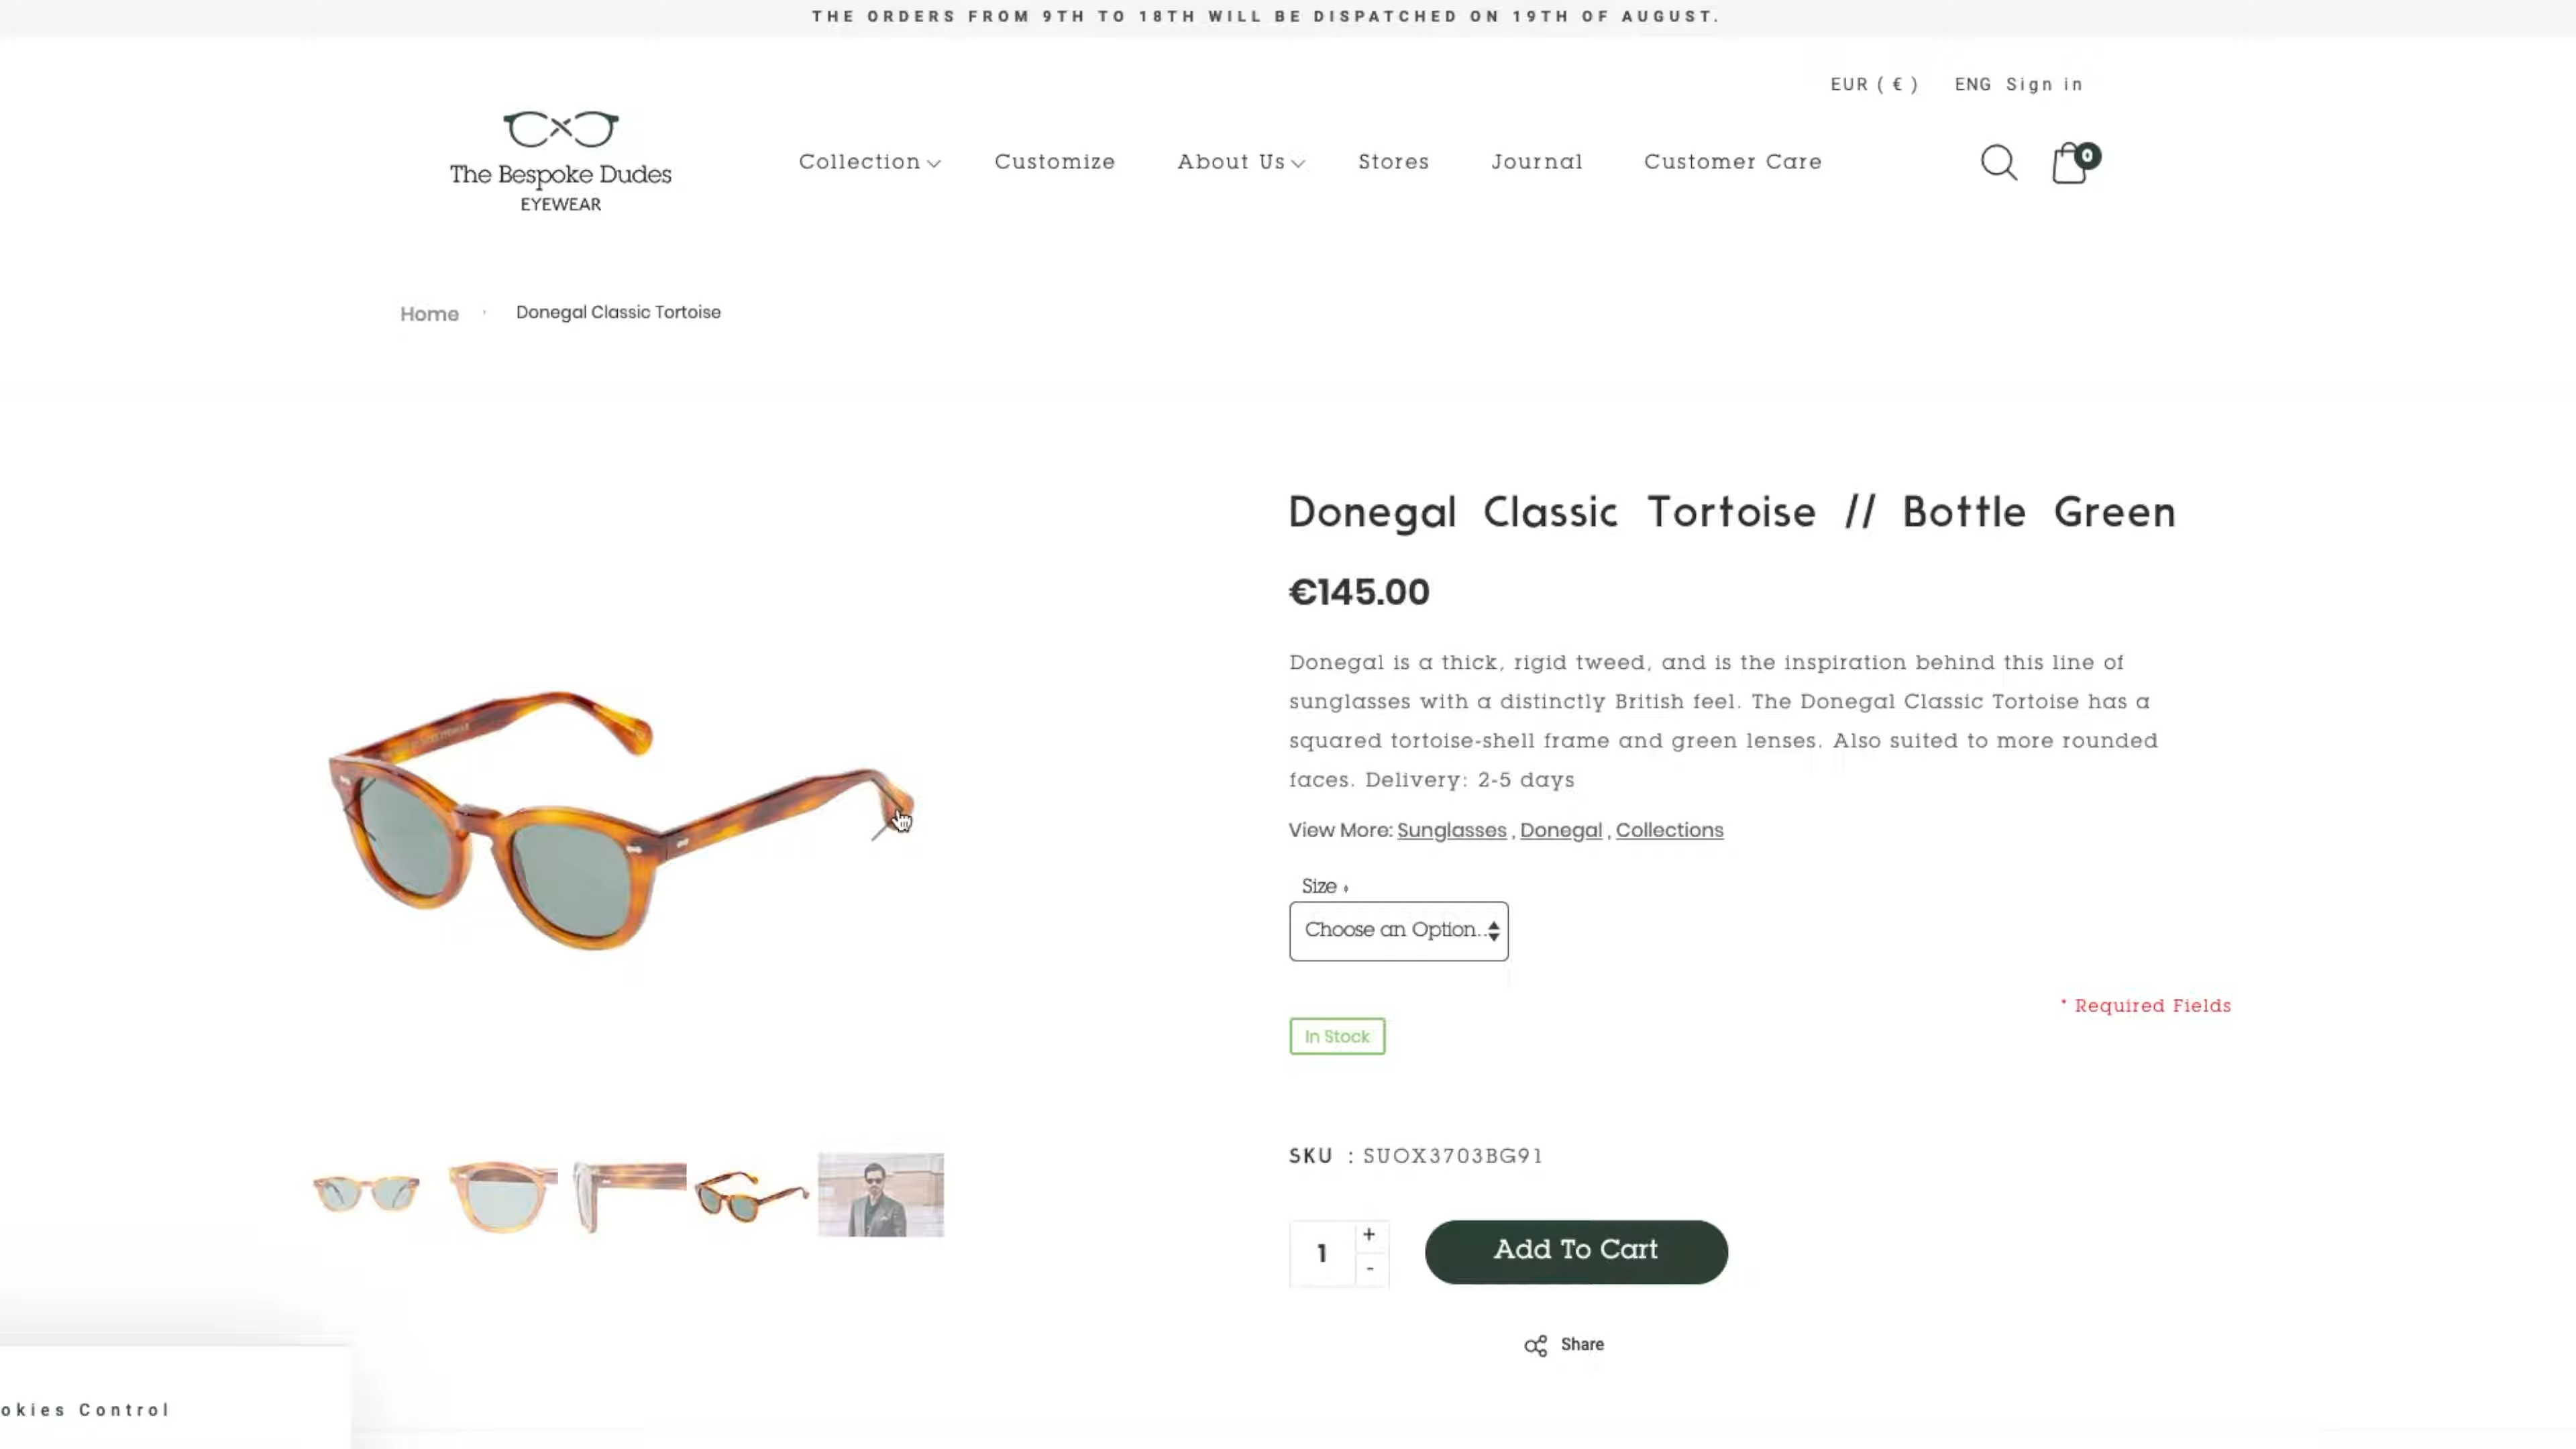 THE ORDERS FROM 9TH TO 18TH WILL BE DISPATCHED ON 19TH OF AUGUST.
EUR ( € ) ENG Sign in
The Bespoke Dudes
EYEWEAR
Collection Customize About Us Stores Journal Customer Care
0
Home Donegal Classic Tortoise
Donegal Classic Tortoise // Bottle Green
€145.00
Donegal is a thick, rigid tweed, and is the inspiration behind this line of
sunglasses with a distinctly British feel. The Donegal Classic Tortoise has a
squared tortoise-shell frame and green lenses. Also suited to more rounded
faces. Delivery: 2-5 days
View More: Sunglasses , Donegal , Collections
Size
Choose an Option..
* Required Fields
In Stock
SKU : SUOX3703BG91
1 + -
Add To Cart
Share
okies Control